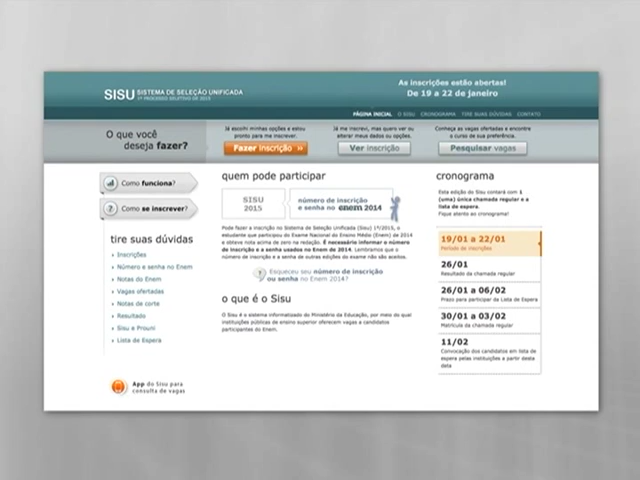 SISU SISTEMA DE SELEÇÃO UNIFICADA
1º PROCESSO SELETIVO DE 2015
As inscrições estão abertas!
De 19 a 22 de janeiro
PÁGINA INICIAL O SISU CRONOGRAMA TIRE SUAS DÚVIDAS CONTATO
O que você
deseja fazer?
Já escolhi minhas opções e estou
pronto para me inscrever.
Fazer inscrição »
Já me inscrevi, mas quero ver ou
alterar meus dados ou opções.
Ver inscrição
Conheça as vagas ofertadas e encontre
o curso de sua preferência.
Pesquisar vagas
Como funciona?
Como se inscrever?
tire suas dúvidas
Inscrições
Número e senha no Enem
Notas do Enem
Vagas ofertadas
Notas de corte
Resultado
Sisu e Prouni
Lista de Espera
App do Sisu para
consulta de vagas
quem pode participar
SISU
2015
número de inscrição
e senha no enem 2014
Pode fazer a inscrição no Sistema de Seleção Unificada (Sisu) 1º/2015, o
estudante que participou do Exame Nacional do Ensino Médio (Enem) de 2014
e obteve nota acima de zero na redação. É necessário informar o número
de inscrição e a senha usados no Enem de 2014. Lembramos que o
número de inscrição e a senha de outras edições do exame não são aceitos.
Esqueceu seu número de inscrição
ou senha no Enem 2014?
o que é o Sisu
O Sisu é o sistema informatizado do Ministério da Educação, por meio do qual
instituições públicas de ensino superior oferecem vagas a candidatos
participantes do Enem.
cronograma
Esta edição do Sisu contará com 1
(uma) única chamada regular e a
lista de espera.
Fique atento ao cronograma!
19/01 a 22/01
Período de inscrições
26/01
Resultado da chamada regular
26/01 a 06/02
Prazo para participar da Lista de Espera
30/01 a 03/02
Matrícula da chamada regular
11/02
Convocação dos candidatos em lista de
espera pelas instituições a partir desta
data